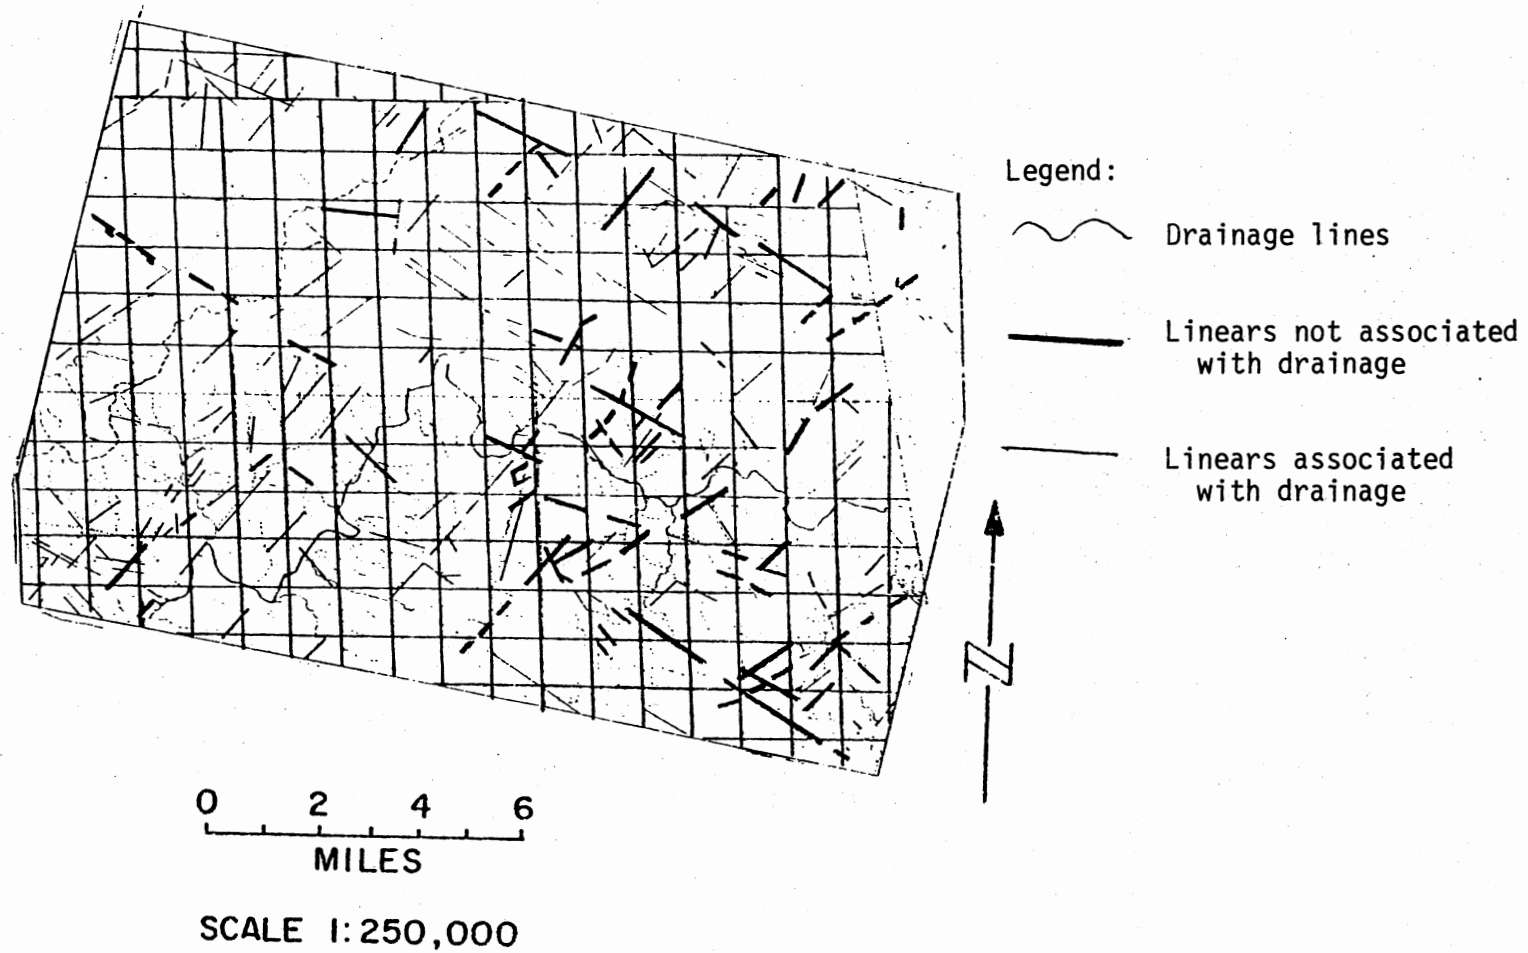 Legend:
Drainage lines
Linears not associated
with drainage
Linears associated
with drainage
0 2 4 6
MILES
SCALE 1:250,000